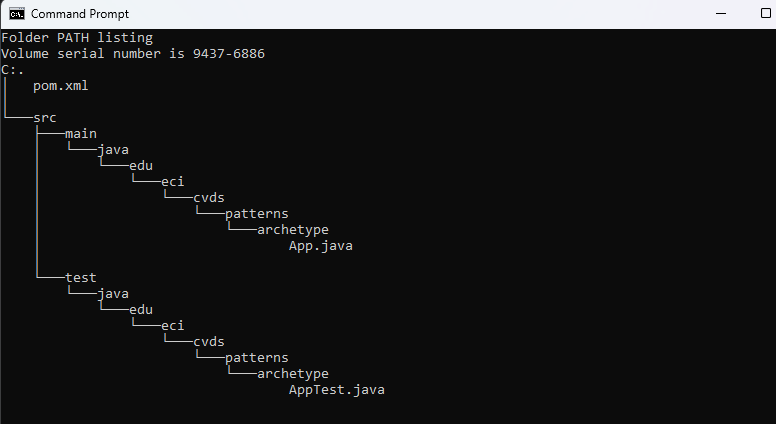 Command Prompt
Folder PATH listing
Volume serial number is 9437-6886
C:.
pom.xml
src
main
java
edu
eci
cvds
patterns
archetype
App.java
test
java
edu
eci
cvds
patterns
archetype
AppTest.java